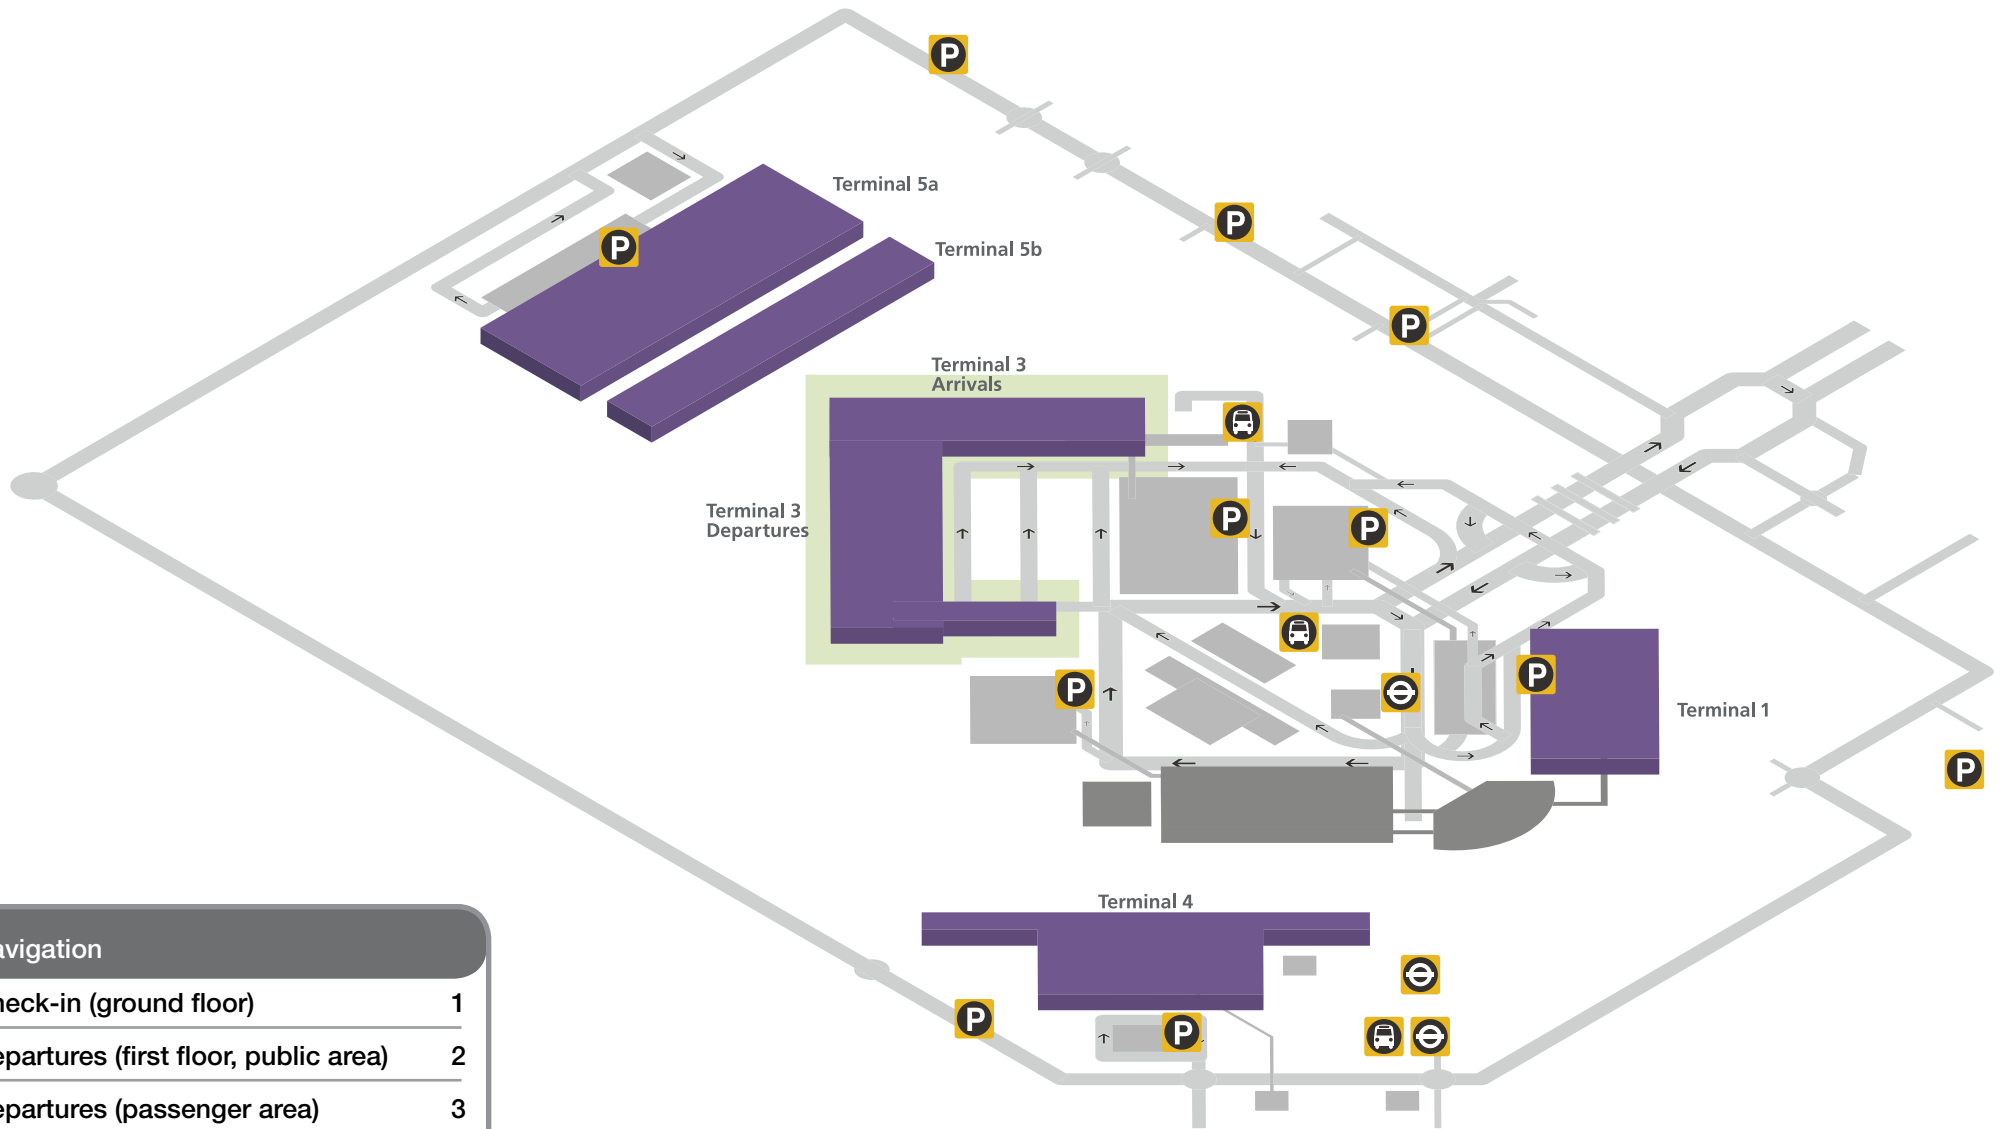 P
Terminal 5a
P
Terminal 5b
P
P
Terminal 3
Arrivals
Terminal 3
Departures
P
P
P
P
Terminal 1
P
Terminal 4
P
P
avigation
heck-in (ground floor) 1
epartures (first floor, public area) 2
epartures (passenger area) 3